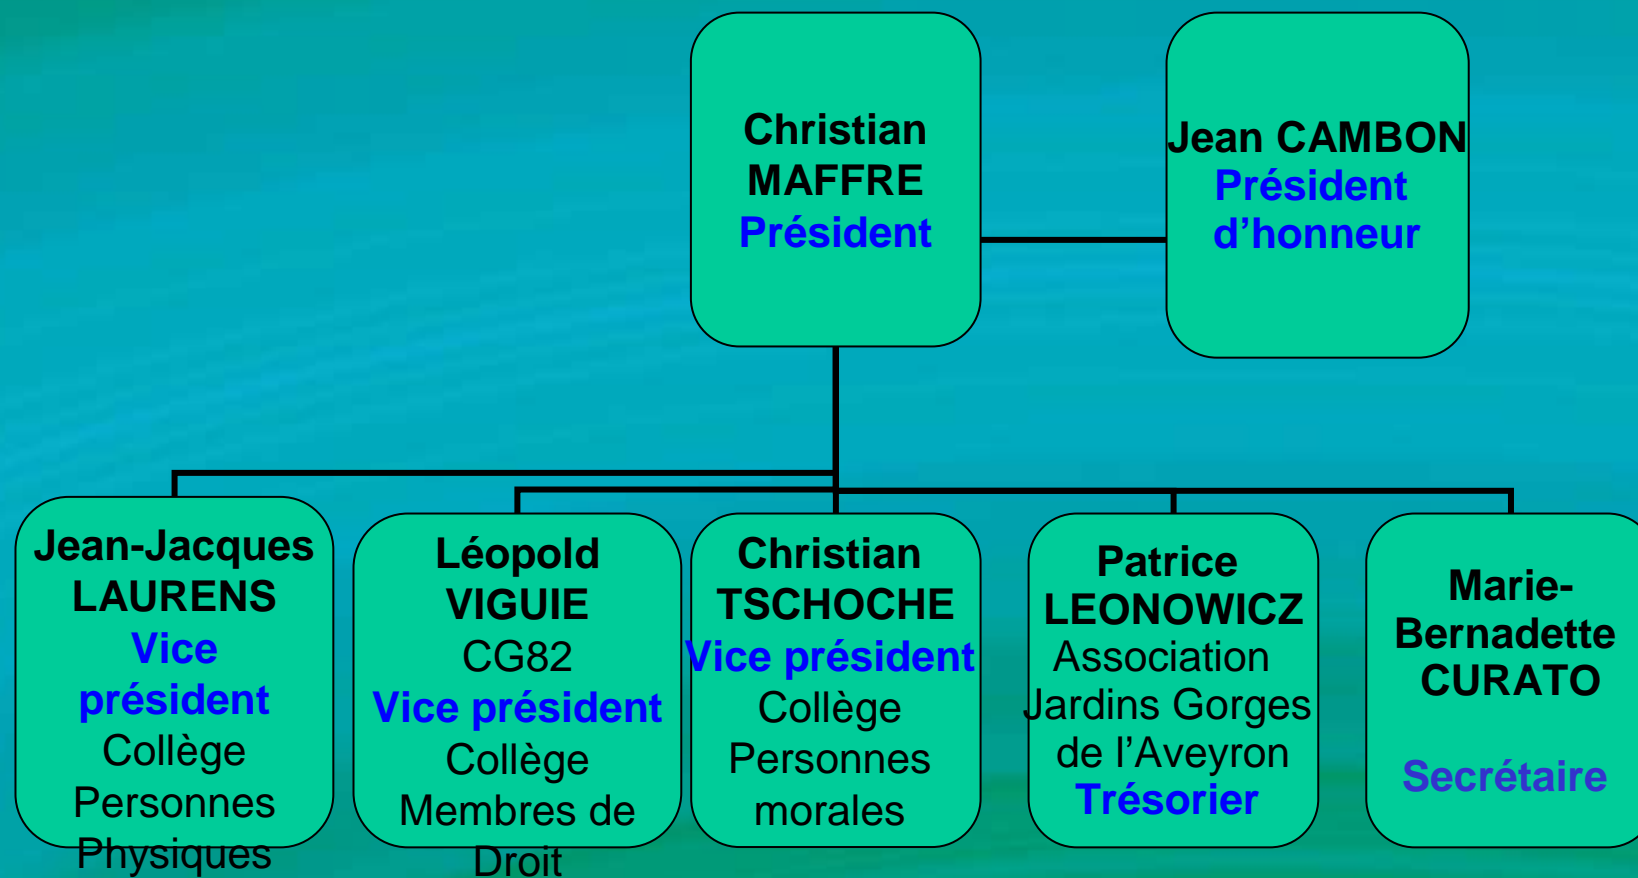 Christian
MAFFRE
Président
Jean CAMBON
Président
d’honneur
Jean-Jacques
LAURENS
Vice
président
Collège
Personnes
Physiques
Léopold
VIGUIE
CG82
Vice président
Collège
Membres de
Droit
Christian
TSCHOCHE
Vice président
Collège
Personnes
morales
Patrice
LEONOWICZ
Association
Jardins Gorges
de l’Aveyron
Trésorier
Marie-
Bernadette
CURATO
Secrétaire